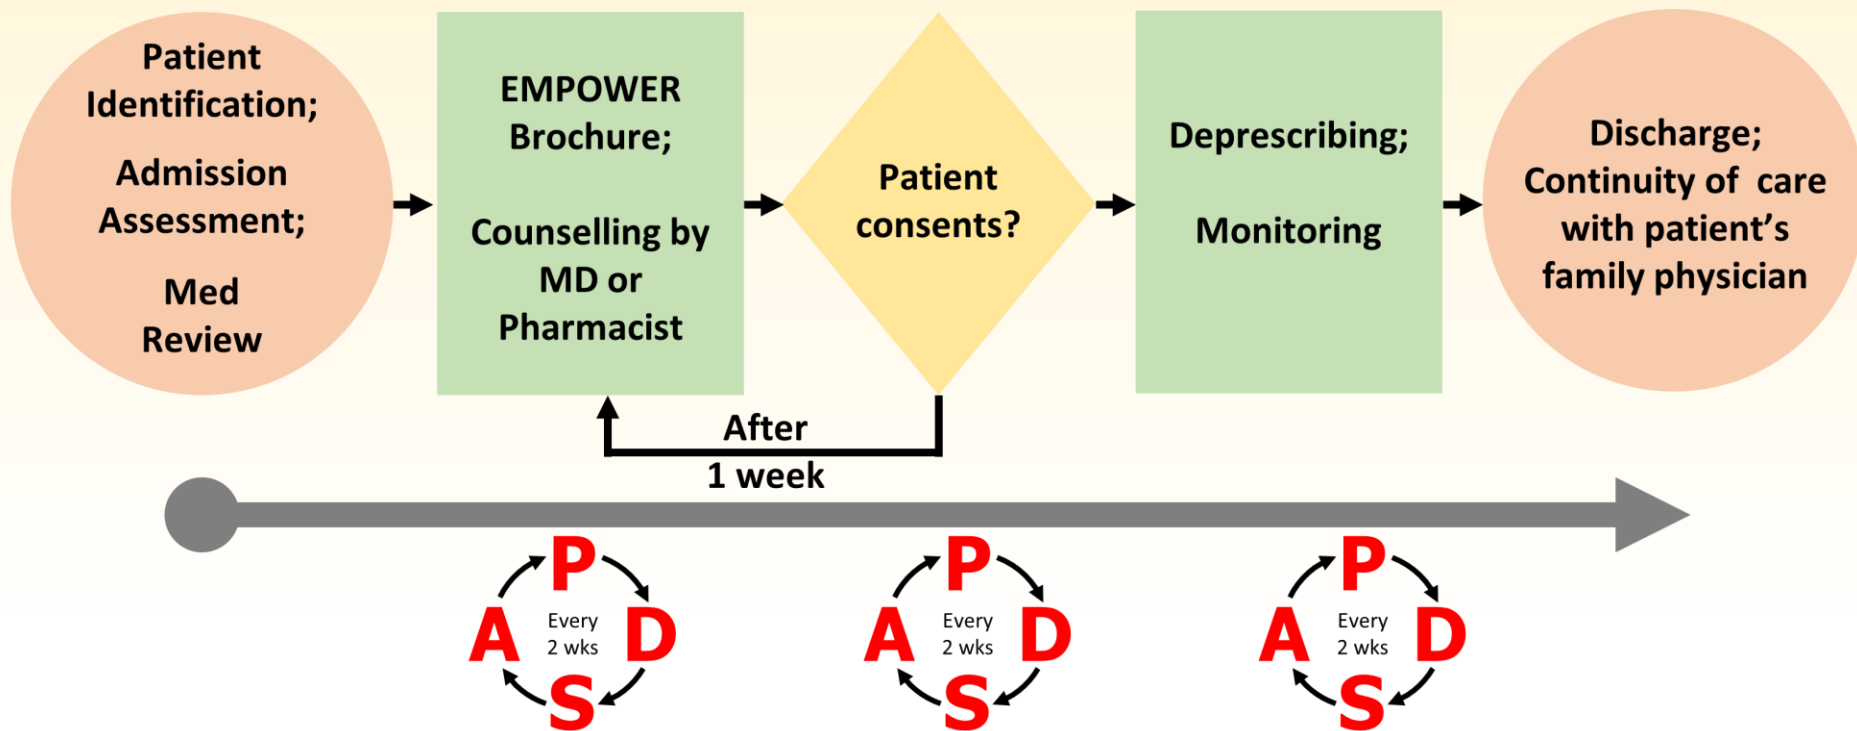 Patient
Identification;
Admission
Assessment;
Med
Review
EMPOWER
Brochure;
Counselling by
MD or
Pharmacist
Patient
consents?
Deprescribing;
Monitoring
Discharge;
Continuity of care
with patient's
family physician
After
1 week
P
A
Every
2 wks
D
S
P
A
Every
2 wks
D
S
P
A
Every
2 wks
D
S